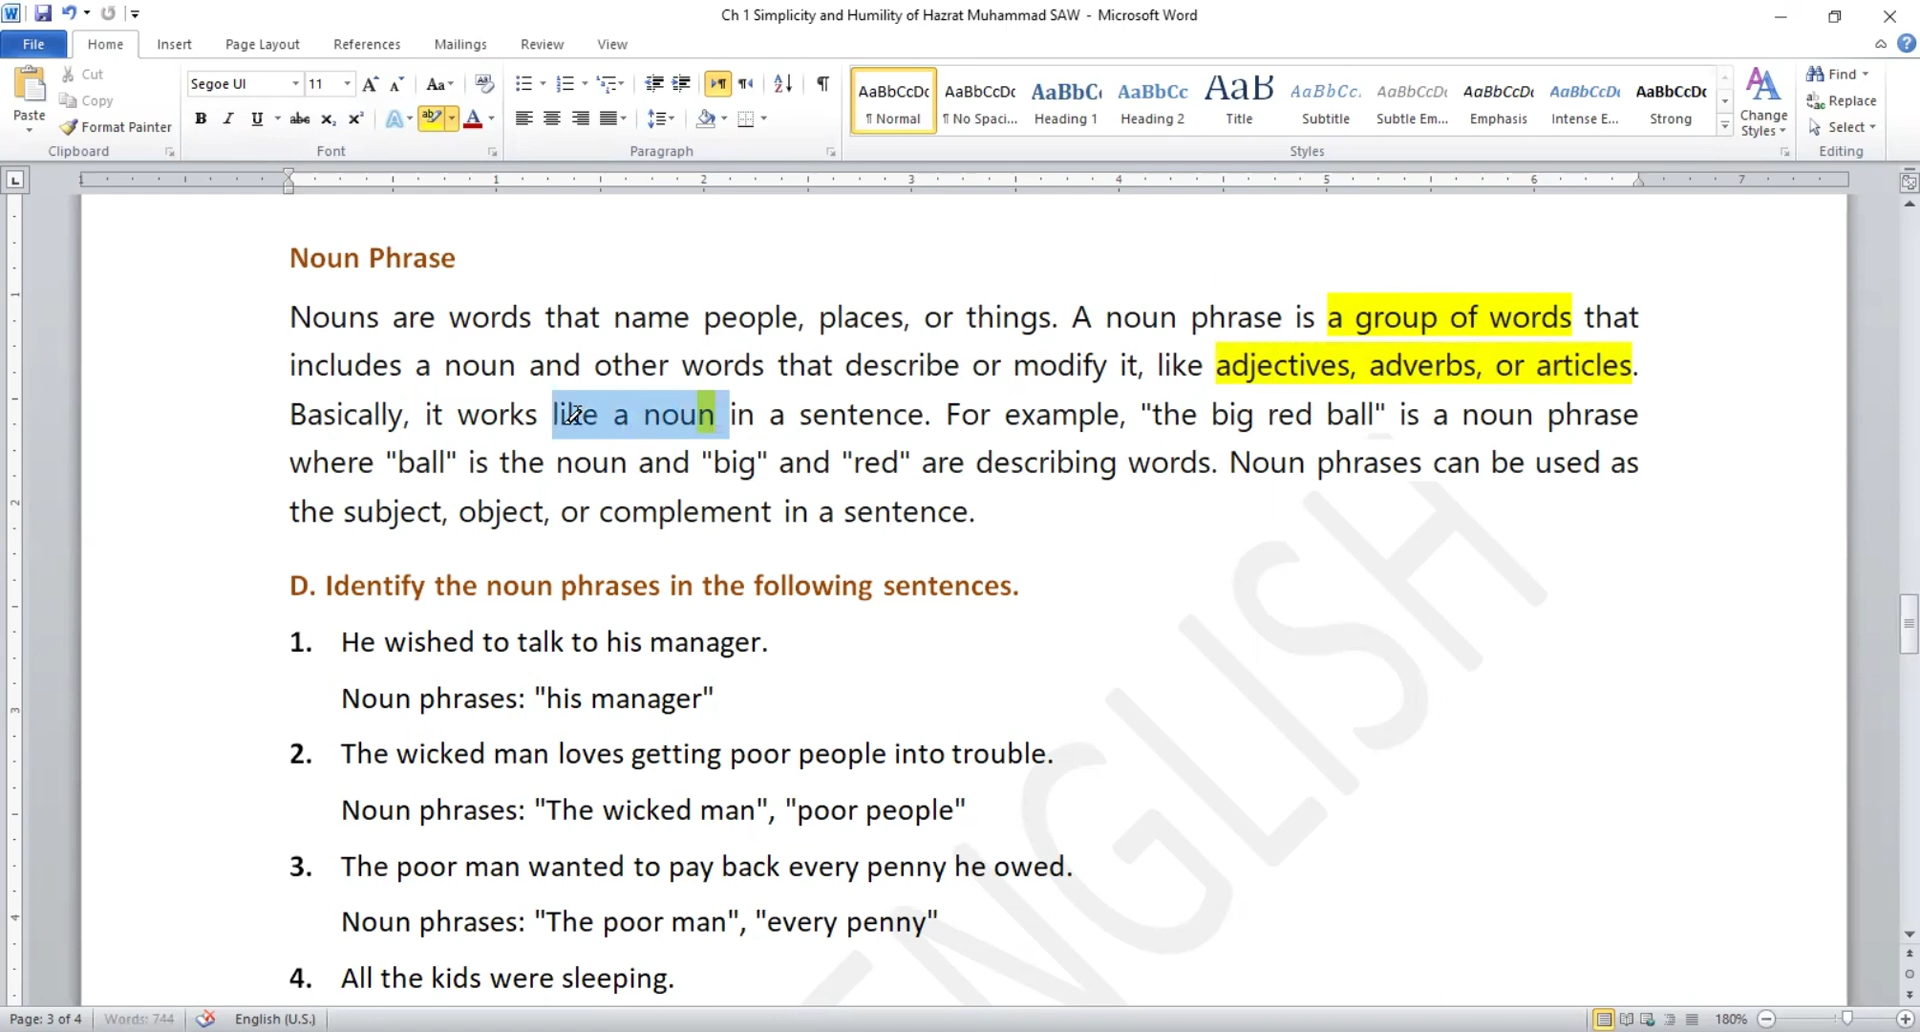 Ch 1 Simplicity and Humility of Hazrat Muhammad SAW - Microsoft Word
File Home Insert Page Layout References Mailings Review View
Paste Cut Copy Format Painter
Segoe UI 11
AaBbCcDc AaBbCcDc AaBbC AaBbCc AaB AaBbCc. AaBbCcDc AaBbCcDc AaBbCcDc AaBbCcDc
¶ Normal ¶ No Spaci... Heading 1 Heading 2 Title Subtitle Subtle Em... Emphasis Intense E... Strong
Change Styles
Find Replace Select
Clipboard Font Paragraph Styles Editing
1 1 2 3 4 5 6 7
Noun Phrase
Nouns are words that name people, places, or things. A noun phrase is a group of words that
includes a noun and other words that describe or modify it, like adjectives, adverbs, or articles.
Basically, it works like a noun in a sentence. For example, "the big red ball" is a noun phrase
where "ball" is the noun and "big" and "red" are describing words. Noun phrases can be used as
the subject, object, or complement in a sentence.
D. Identify the noun phrases in the following sentences.
1. He wished to talk to his manager.
Noun phrases: "his manager"
2. The wicked man loves getting poor people into trouble.
Noun phrases: "The wicked man", "poor people"
3. The poor man wanted to pay back every penny he owed.
Noun phrases: "The poor man", "every penny"
4. All the kids were sleeping.
ENGLISH
Page: 3 of 4 Words: 744 English (U.S.) 180%